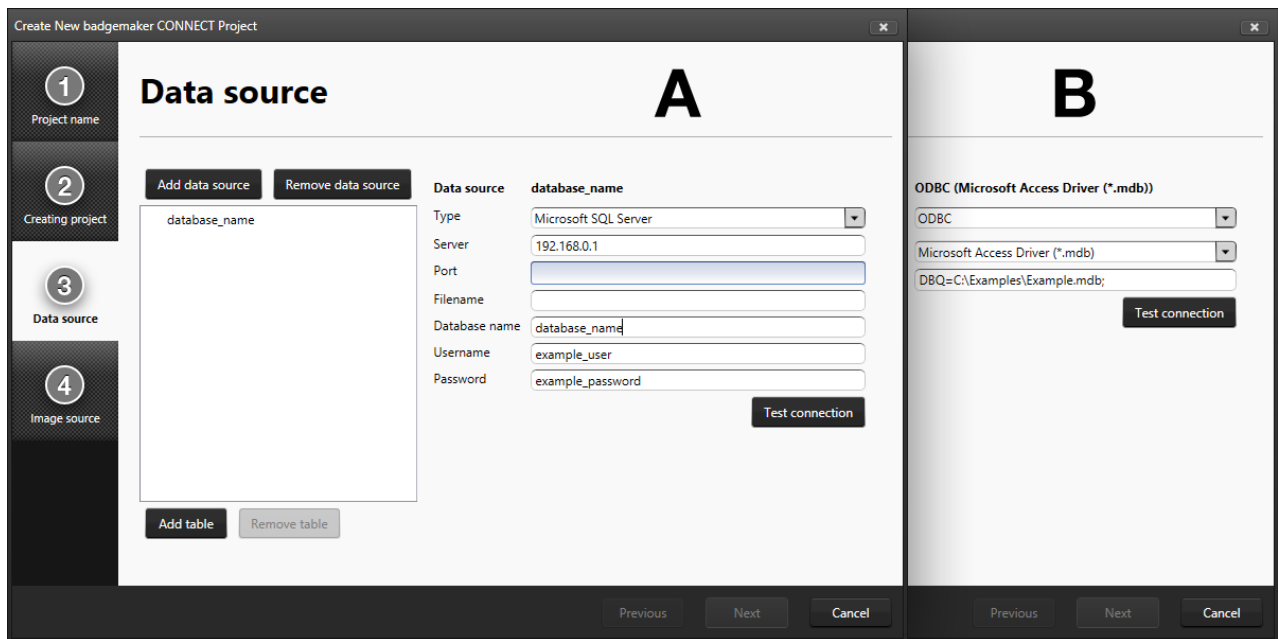 Create New badgemaker CONNECT Project
1
Project name
2
Creating project
3
Data source
4
Image source
Data source
A
Add data source Remove data source
database_name
Add table Remove table
Data source database_name
Type Microsoft SQL Server
Server 192.168.0.1
Port
Filename
Database name database_name
Username example_user
Password example_password
Test connection
Previous Next Cancel
B
ODBC (Microsoft Access Driver (*.mdb))
ODBC
Microsoft Access Driver (*.mdb)
DBQ=C:\Examples\Example.mdb;
Test connection
Previous Next Cancel